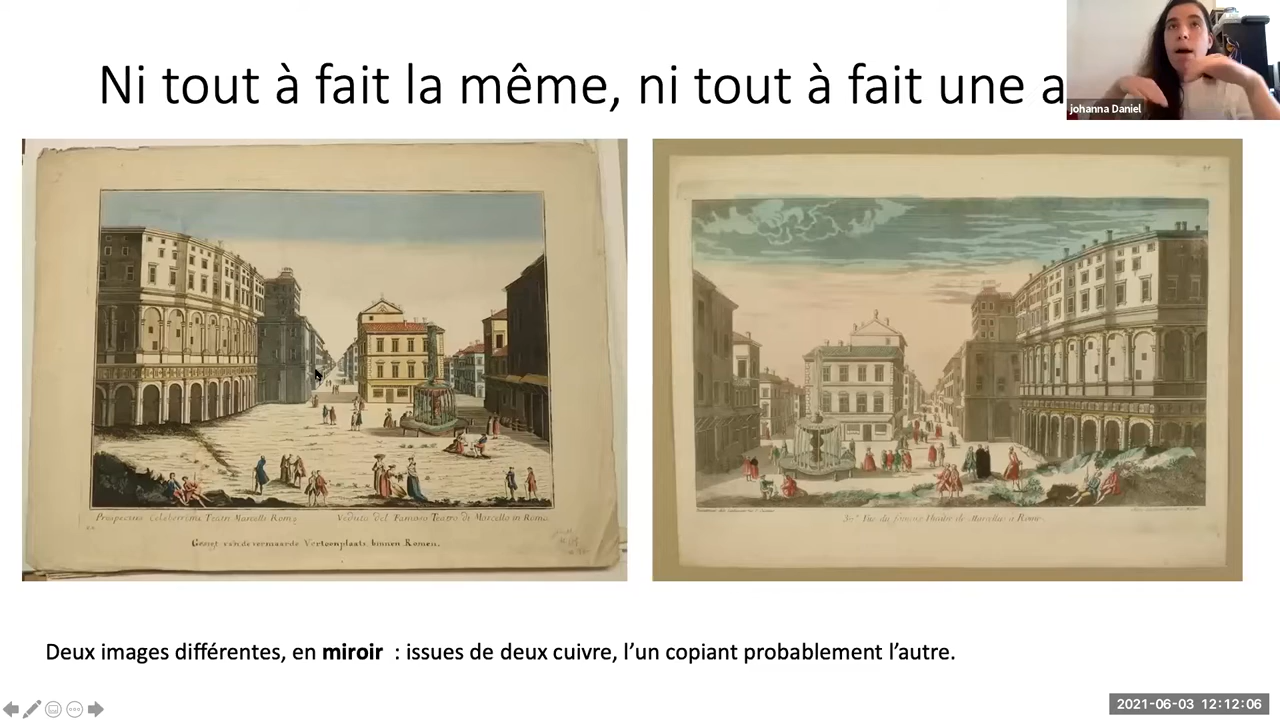 Ni tout à fait la même, ni tout à fait une a
johanna Daniel
Prospectus Celeberrimi Teatri Marcelli Romæ
Veduta del Famoso Teatro di Marcello in Roma
Gezigt van de vermaarde Vertoonplaats, binnen Romen.
Vue du fameux Theatre de Marcellus a Rome
Deux images différentes, en miroir : issues de deux cuivre, l’un copiant probablement l’autre.
2021-06-03 12:12:06